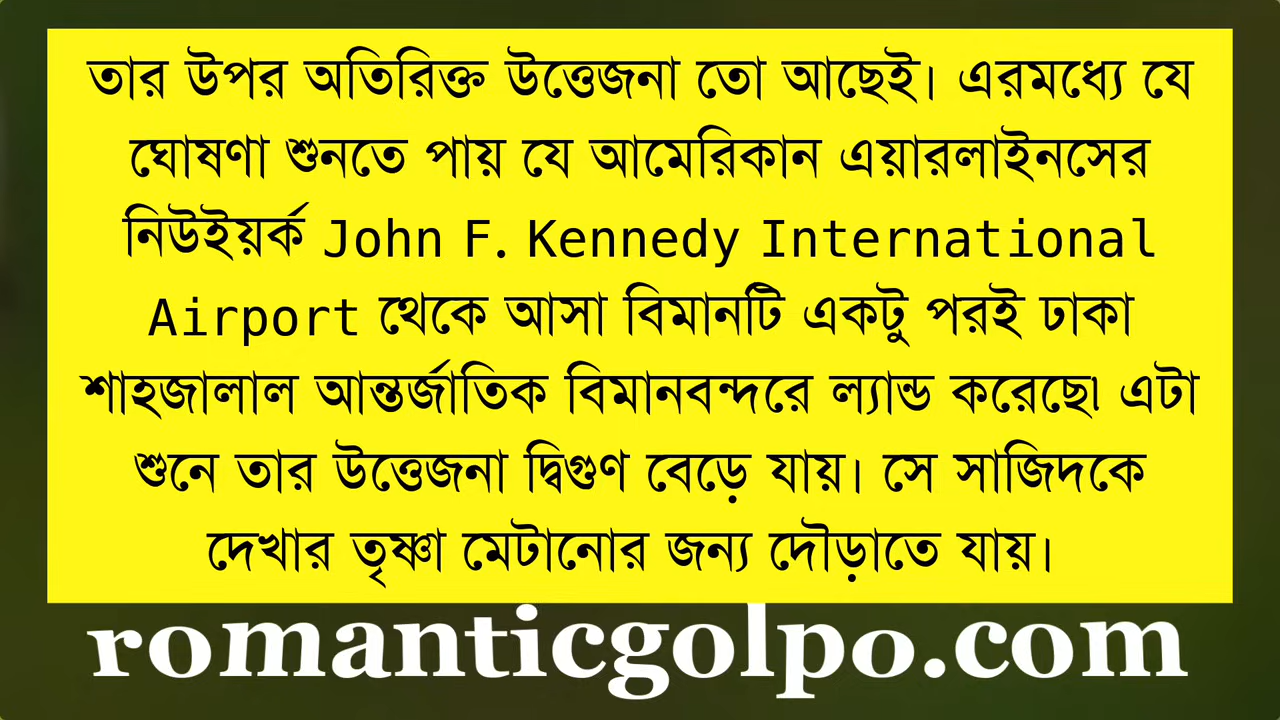 তার উপর অতিরিক্ত উত্তেজনা তো আছেই। এরমধ্যে যে
ঘোষণা শুনতে পায় যে আমেরিকান এয়ারলাইনসের
নিউইয়র্ক John F. Kennedy International
Airport থেকে আসা বিমানটি একটু পরই ঢাকা
শাহজালাল আন্তর্জাতিক বিমানবন্দরে ল্যান্ড করেছে৷ এটা
শুনে তার উত্তেজনা দ্বিগুণ বেড়ে যায়। সে সাজিদকে
দেখার তৃষ্ণা মেটানোর জন্য দৌড়াতে যায়।
romanticgolpo.com